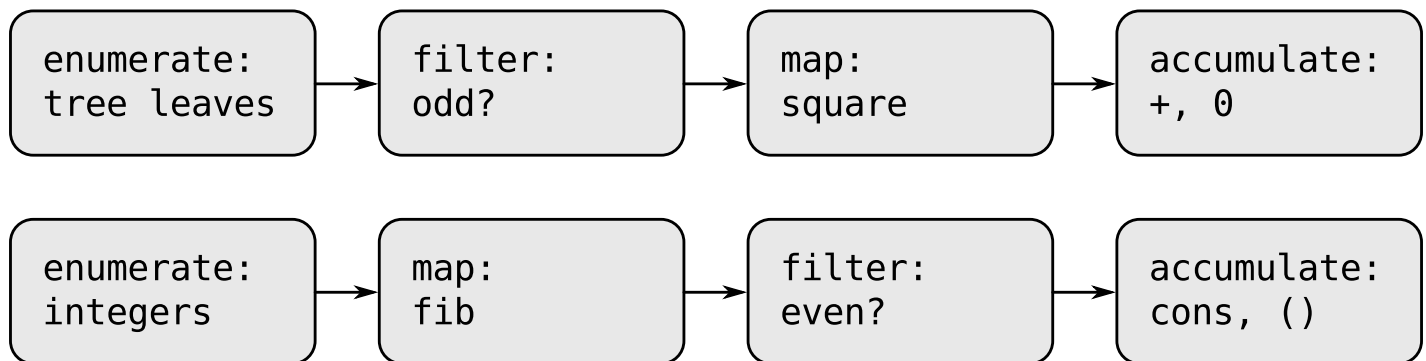 enumerate:
tree leaves
filter:
odd?
map:
square
accumulate:
+, 0
enumerate:
integers
map:
fib
filter:
even?
accumulate:
cons, ()